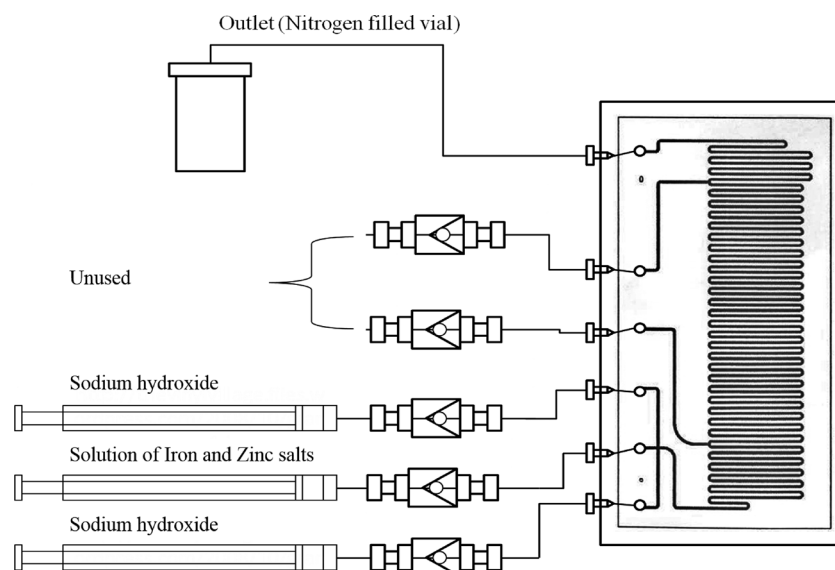 Outlet (Nitrogen filled vial)
Unused
Sodium hydroxide
Solution of Iron and Zinc salts
Sodium hydroxide